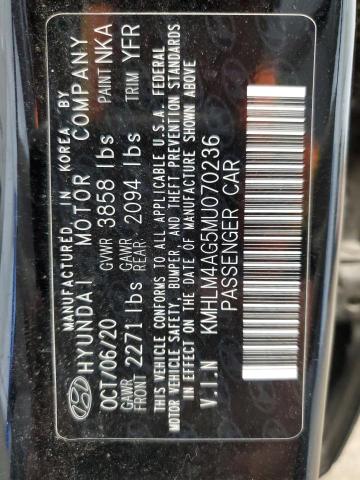 MANUFACTURED IN KOREA BY
HYUNDAI MOTOR COMPANY
OCT/06/20 GVWR 3858 lbs PAINT NKA
GAWR FRONT 2271 lbs GAWR REAR 2094 lbs TRIM YFR
THIS VEHICLE CONFORMS TO ALL APPLICABLE U.S.A. FEDERAL
MOTOR VEHICLE SAFETY, BUMPER, AND THEFT PREVENTION STANDARDS
IN EFFECT ON THE DATE OF MANUFACTURE SHOWN ABOVE
V.I.N KMHLM4AG5MU070236
PASSENGER CAR